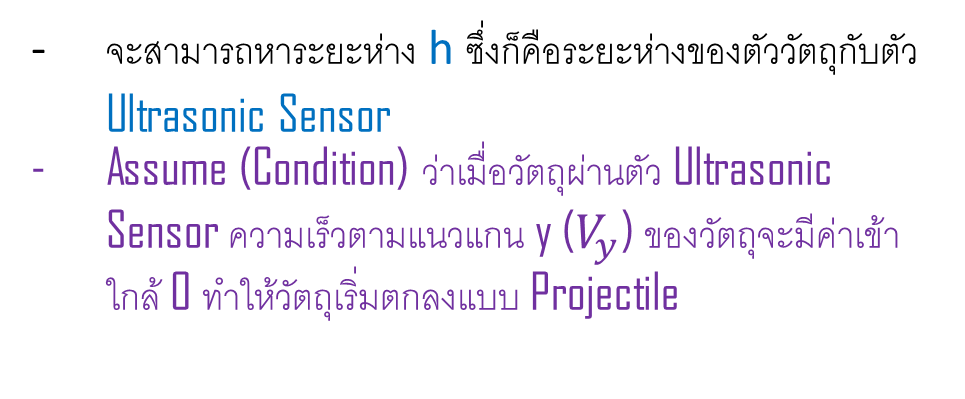 - จะสามารถหาระยะห่าง h ซึ่งก็คือระยะห่างของตัววัตถุกับตัว
Ultrasonic Sensor
- Assume (Condition) ว่าเมื่อวัตถุผ่านตัว Ultrasonic
Sensor ความเร็วตามแนวแกน y (V_y) ของวัตถุจะมีค่าเข้า
ใกล้ 0 ทำให้วัตถุเริ่มตกลงแบบ Projectile